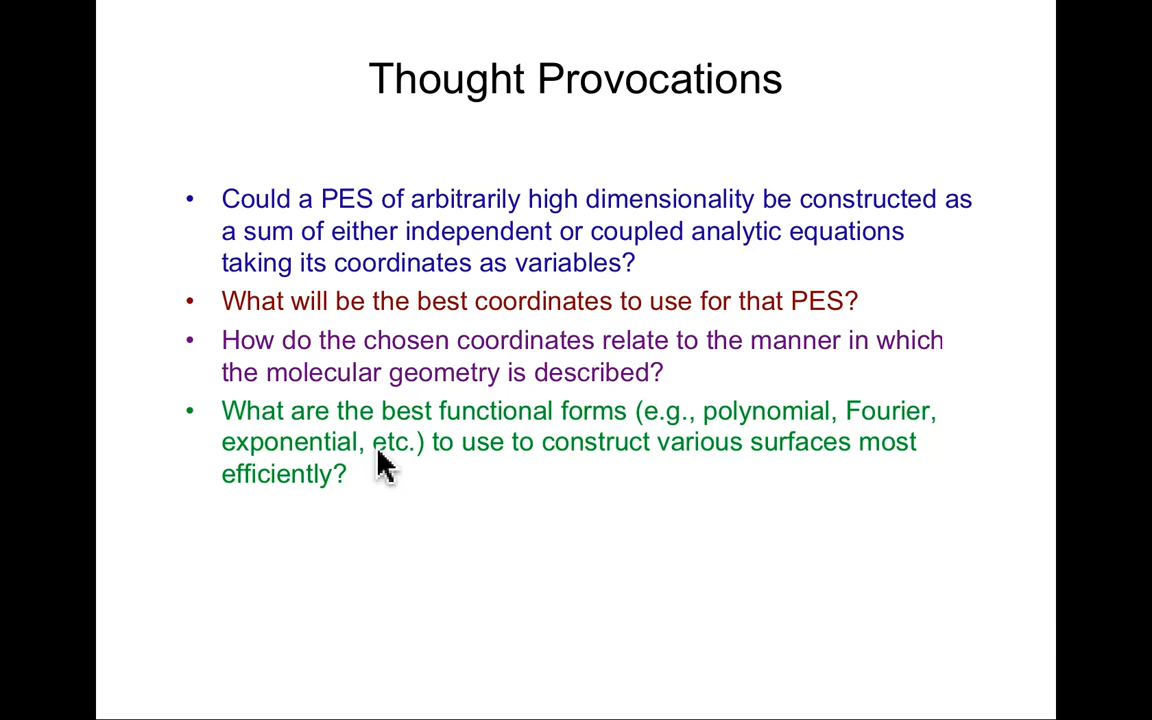 Thought Provocations
• Could a PES of arbitrarily high dimensionality be constructed as
a sum of either independent or coupled analytic equations
taking its coordinates as variables?
• What will be the best coordinates to use for that PES?
• How do the chosen coordinates relate to the manner in which
the molecular geometry is described?
• What are the best functional forms (e.g., polynomial, Fourier,
exponential, etc.) to use to construct various surfaces most
efficiently?